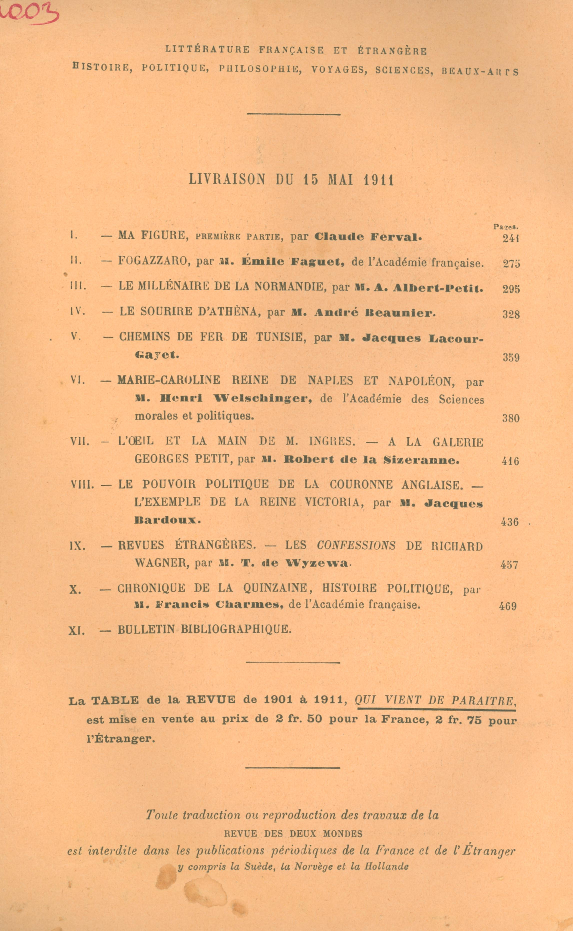 003
LITTÉRATURE FRANÇAISE ET ÉTRANGÈRE
HISTOIRE, POLITIQUE, PHILOSOPHIE, VOYAGES, SCIENCES, BEAUX-ARTS
LIVRAISON DU 15 MAI 1911
Pages.
I. — MA FIGURE, PREMIÈRE PARTIE, par Claude Ferval. 241
II. — FOGAZZARO, par M. Émile Faguet, de l'Académie française. 275
III. — LE MILLÉNAIRE DE LA NORMANDIE, par M. A. Albert-Petit. 295
IV. — LE SOURIRE D'ATHÉNA, par M. André Beaunier. 328
V. — CHEMINS DE FER DE TUNISIE, par M. Jacques Lacour-
Gayet. 359
VI. — MARIE-CAROLINE REINE DE NAPLES ET NAPOLÉON, par
M. Henri Welschinger, de l'Académie des Sciences
morales et politiques. 380
VII. — L'ŒIL ET LA MAIN DE M. INGRES. — A LA GALERIE
GEORGES PETIT, par M. Robert de la Sizeranne. 416
VIII. — LE POUVOIR POLITIQUE DE LA COURONNE ANGLAISE. —
L'EXEMPLE DE LA REINE VICTORIA, par M. Jacques
Bardoux. 436
IX. — REVUES ÉTRANGÈRES. — LES CONFESSIONS DE RICHARD
WAGNER, par M. T. de Wyzewa. 457
X. — CHRONIQUE DE LA QUINZAINE, HISTOIRE POLITIQUE, par
M. Francis Charmes, de l'Académie française. 469
XI. — BULLETIN BIBLIOGRAPHIQUE.
La TABLE de la REVUE de 1901 à 1911, QUI VIENT DE PARAITRE,
est mise en vente au prix de 2 fr. 50 pour la France, 2 fr. 75 pour
l'Étranger.
Toute traduction ou reproduction des travaux de la
REVUE DES DEUX MONDES
est interdite dans les publications périodiques de la France et de l'Étranger
y compris la Suède, la Norvège et la Hollande